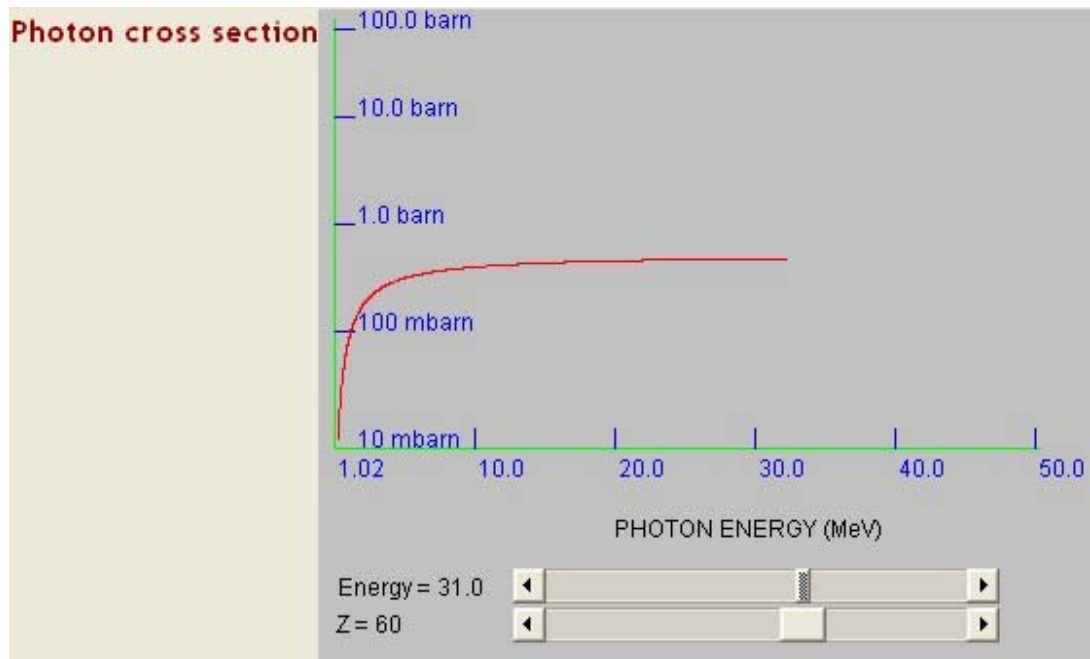 Photon cross section
100.0 barn
10.0 barn
1.0 barn
100 mbarn
10 mbarn
1.02 10.0 20.0 30.0 40.0 50.0
PHOTON ENERGY (MeV)
Energy = 31.0
Z = 60